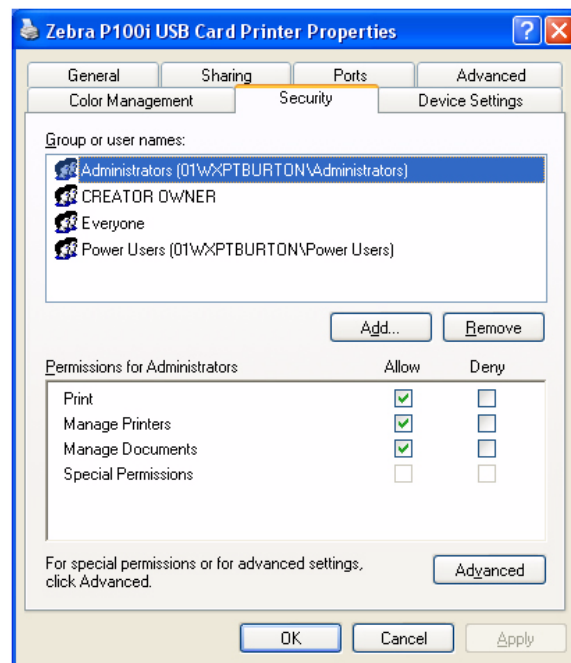 Zebra P100i USB Card Printer Properties
General Sharing Ports Advanced
Color Management Security Device Settings
Group or user names:
Administrators (01WXPTBURTON\Administrators)
CREATOR OWNER
Everyone
Power Users (01WXPTBURTON\Power Users)
Add... Remove
Permissions for Administrators Allow Deny
Print
Manage Printers
Manage Documents
Special Permissions
For special permissions or for advanced settings,
click Advanced.
Advanced
OK Cancel Apply